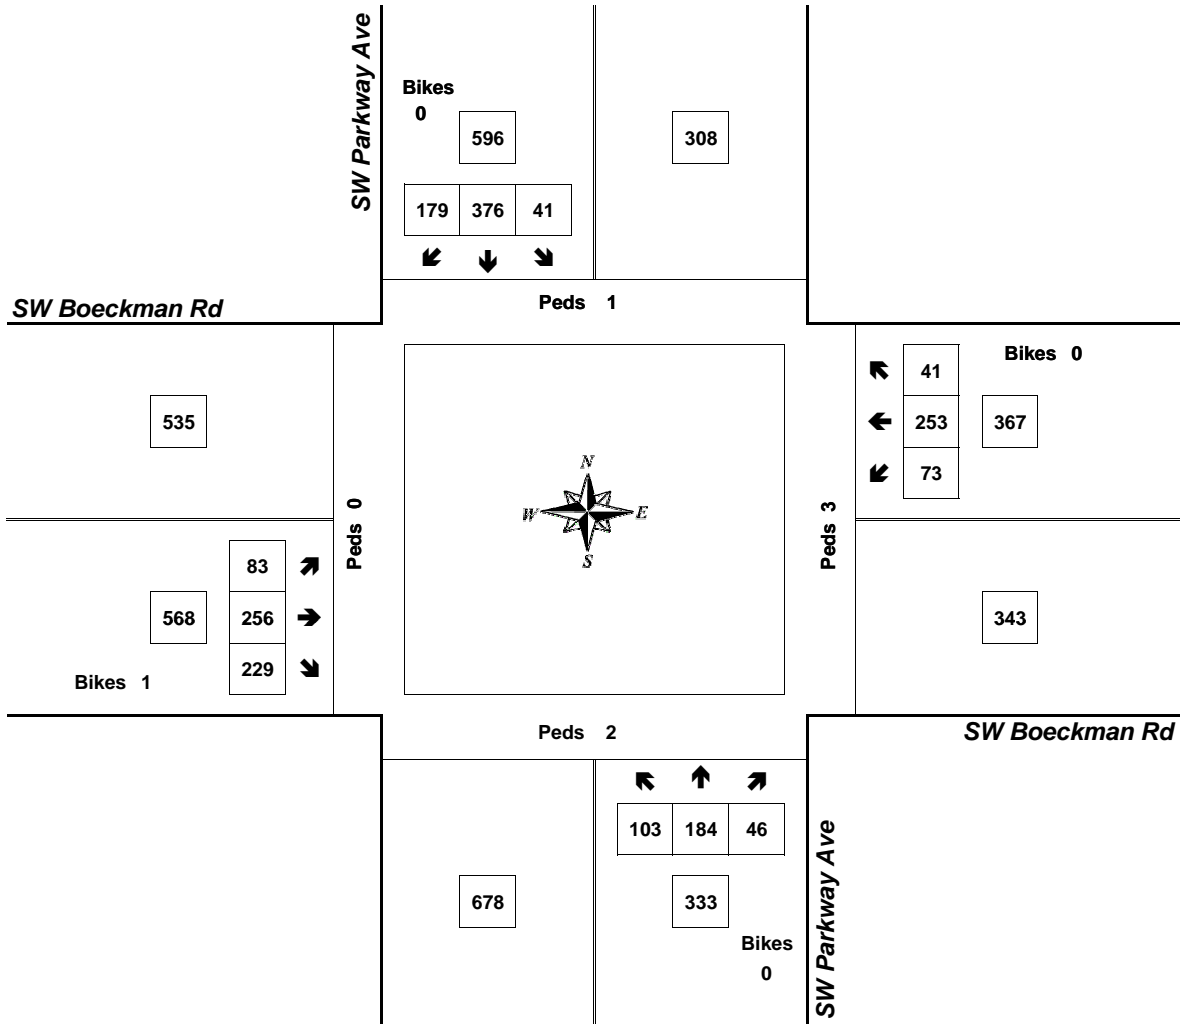 SW Parkway Ave
Bikes
0
596
308
179 376 41
Peds 1
SW Boeckman Rd
Bikes 0
41
535
253 367
73
N
W E
S
Peds 0
Peds 3
83
568 256
343
229
Bikes 1
Peds 2
SW Boeckman Rd
103 184 46
SW Parkway Ave
678
333
Bikes
0